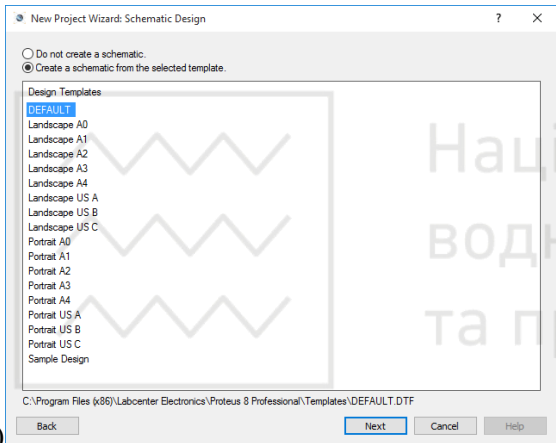 New Project Wizard: Schematic Design
Do not create a schematic.
Create a schematic from the selected template.
Design Templates
DEFAULT
Landscape A0
Landscape A1
Landscape A2
Landscape A3
Landscape A4
Landscape US A
Landscape US B
Landscape US C
Portrait A0
Portrait A1
Portrait A2
Portrait A3
Portrait A4
Portrait US A
Portrait US B
Portrait US C
Sample Design
Наці
водн
та п
C:\Program Files (x86)\Labcenter Electronics\Proteus 8 Professional\Templates\DEFAULT.DTF
Back Next Cancel Help